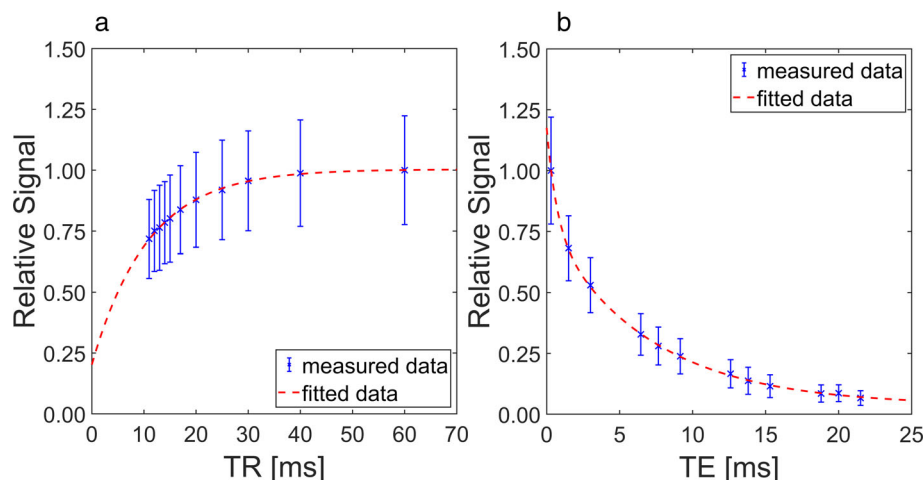 a
1.50
1.25
1.00
0.75
0.50
0.25
0.00
Relative Signal
0 10 20 30 40 50 60 70
TR [ms]
measured data
fitted data
b
1.50
1.25
1.00
0.75
0.50
0.25
0.00
Relative Signal
0 5 10 15 20 25
TE [ms]
measured data
fitted data